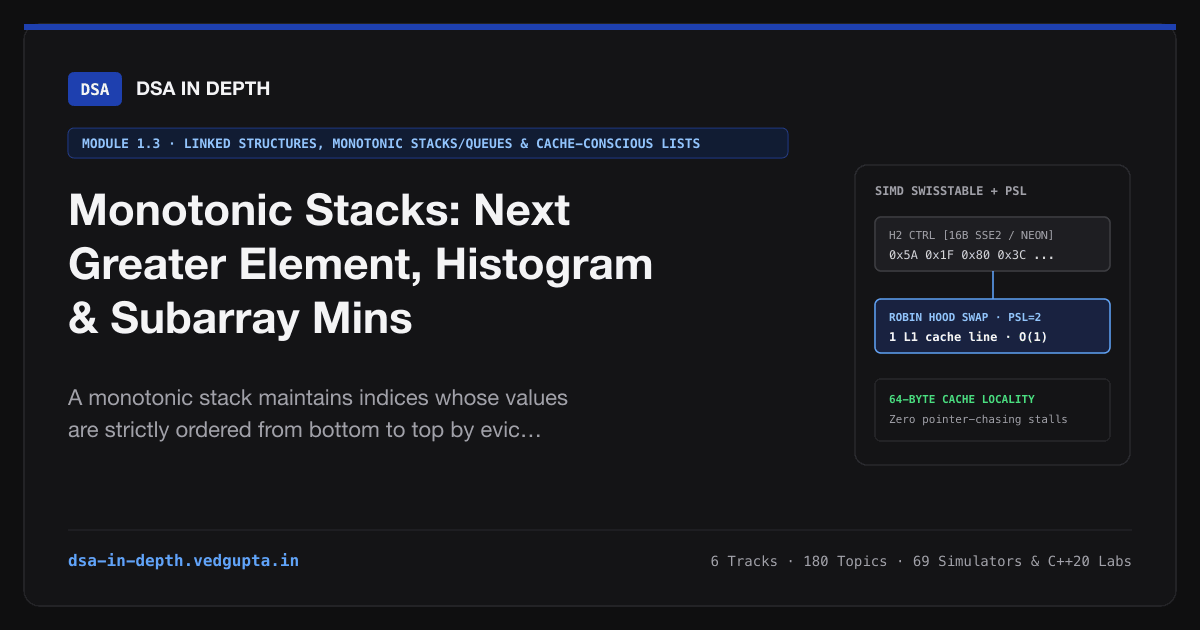 DSA
DSA IN DEPTH
MODULE 1.3 · LINKED STRUCTURES, MONOTONIC STACKS/QUEUES & CACHE-CONSCIOUS LISTS
Monotonic Stacks: Next
Greater Element, Histogram
& Subarray Mins
A monotonic stack maintains indices whose values
are strictly ordered from bottom to top by evic…
SIMD SWISSTABLE + PSL
H2 CTRL [16B SSE2 / NEON]
0x5A 0x1F 0x80 0x3C ...
ROBIN HOOD SWAP · PSL=2
1 L1 cache line · O(1)
64-BYTE CACHE LOCALITY
Zero pointer-chasing stalls
dsa-in-depth.vedgupta.in
6 Tracks · 180 Topics · 69 Simulators & C++20 Labs